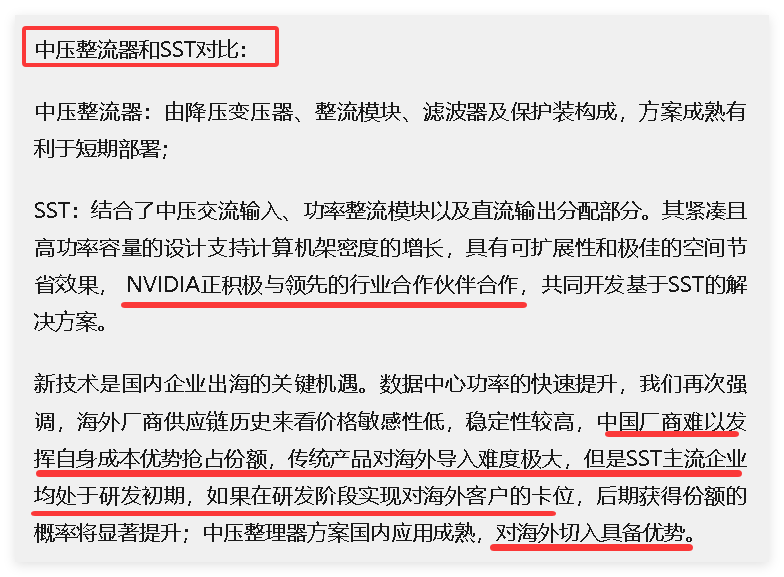 中压整流器和SST对比：
中压整流器：由降压变压器、整流模块、滤波器及保护装构成，方案成熟有
利于短期部署；
SST：结合了中压交流输入、功率整流模块以及直流输出分配部分。其紧凑且
高功率容量的设计支持计算机架密度的增长，具有可扩展性和极佳的空间节
省效果， NVIDIA正积极与领先的行业合作伙伴合作，共同开发基于SST的解
决方案。
新技术是国内企业出海的关键机遇。数据中心功率的快速提升，我们再次强
调，海外厂商供应链历史来看价格敏感性低，稳定性较高，中国厂商难以发
挥自身成本优势抢占份额，传统产品对海外导入难度极大，但是SST主流企业
均处于研发初期，如果在研发阶段实现对海外客户的卡位，后期获得份额的
概率将显著提升；中压整理器方案国内应用成熟，对海外切入具备优势。